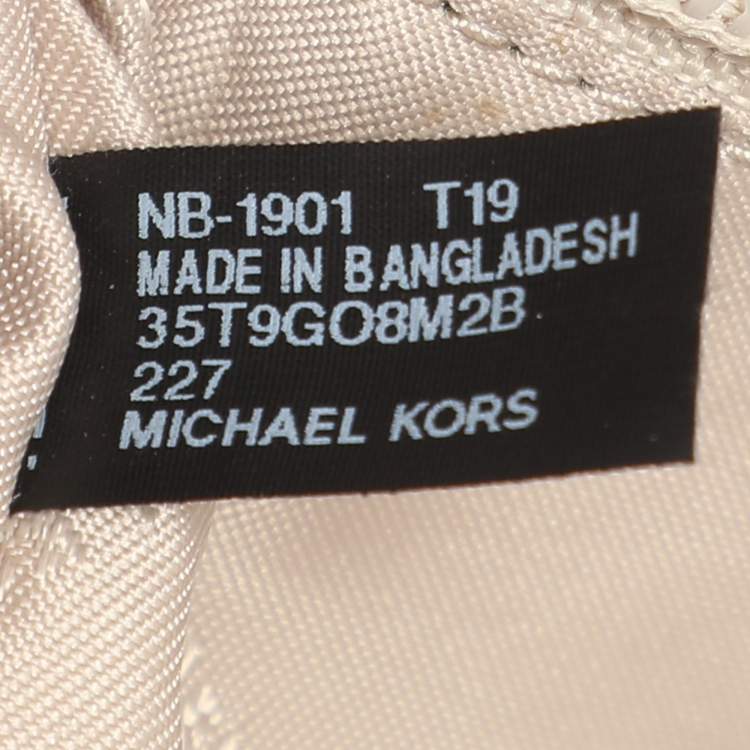 NB-1901 T19
MADE IN BANGLADESH
35T9GO8M2B
227
MICHAEL KORS